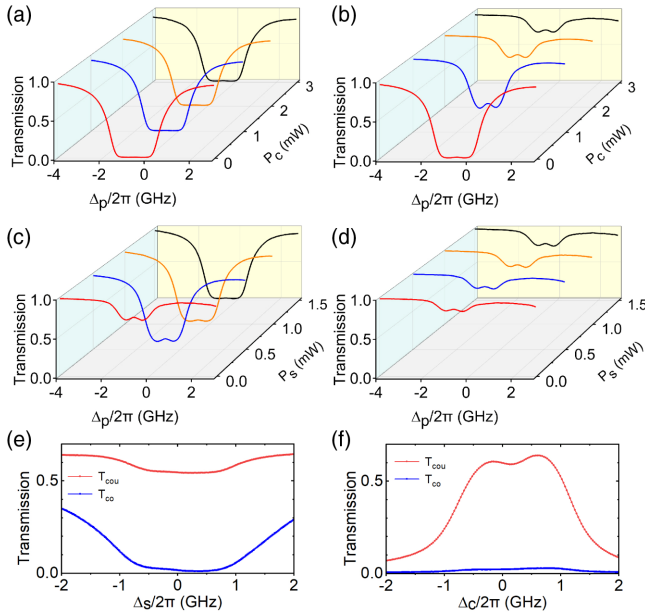 (a)
(b)
1.0
0.5
0.0
Transmission
-4
-2
0
2
Δp/2π (GHz)
0
1
2
3
Pc (mW)
1.0
0.5
0.0
Transmission
-4
-2
0
2
Δp/2π (GHz)
0
1
2
3
Pc (mW)
(c)
(d)
1.0
0.5
0.0
Transmission
-4
-2
0
2
Δp/2π (GHz)
0.0
0.5
1.0
1.5
Ps (mW)
1.0
0.5
0.0
Transmission
-4
-2
0
2
Δp/2π (GHz)
0.0
0.5
1.0
1.5
Ps (mW)
(e)
(f)
0.5
0.0
Transmission
Tcou
Tco
-2
-1
0
1
2
Δs/2π (GHz)
0.5
0.0
Transmission
Tcou
Tco
-2
-1
0
1
2
Δc/2π (GHz)